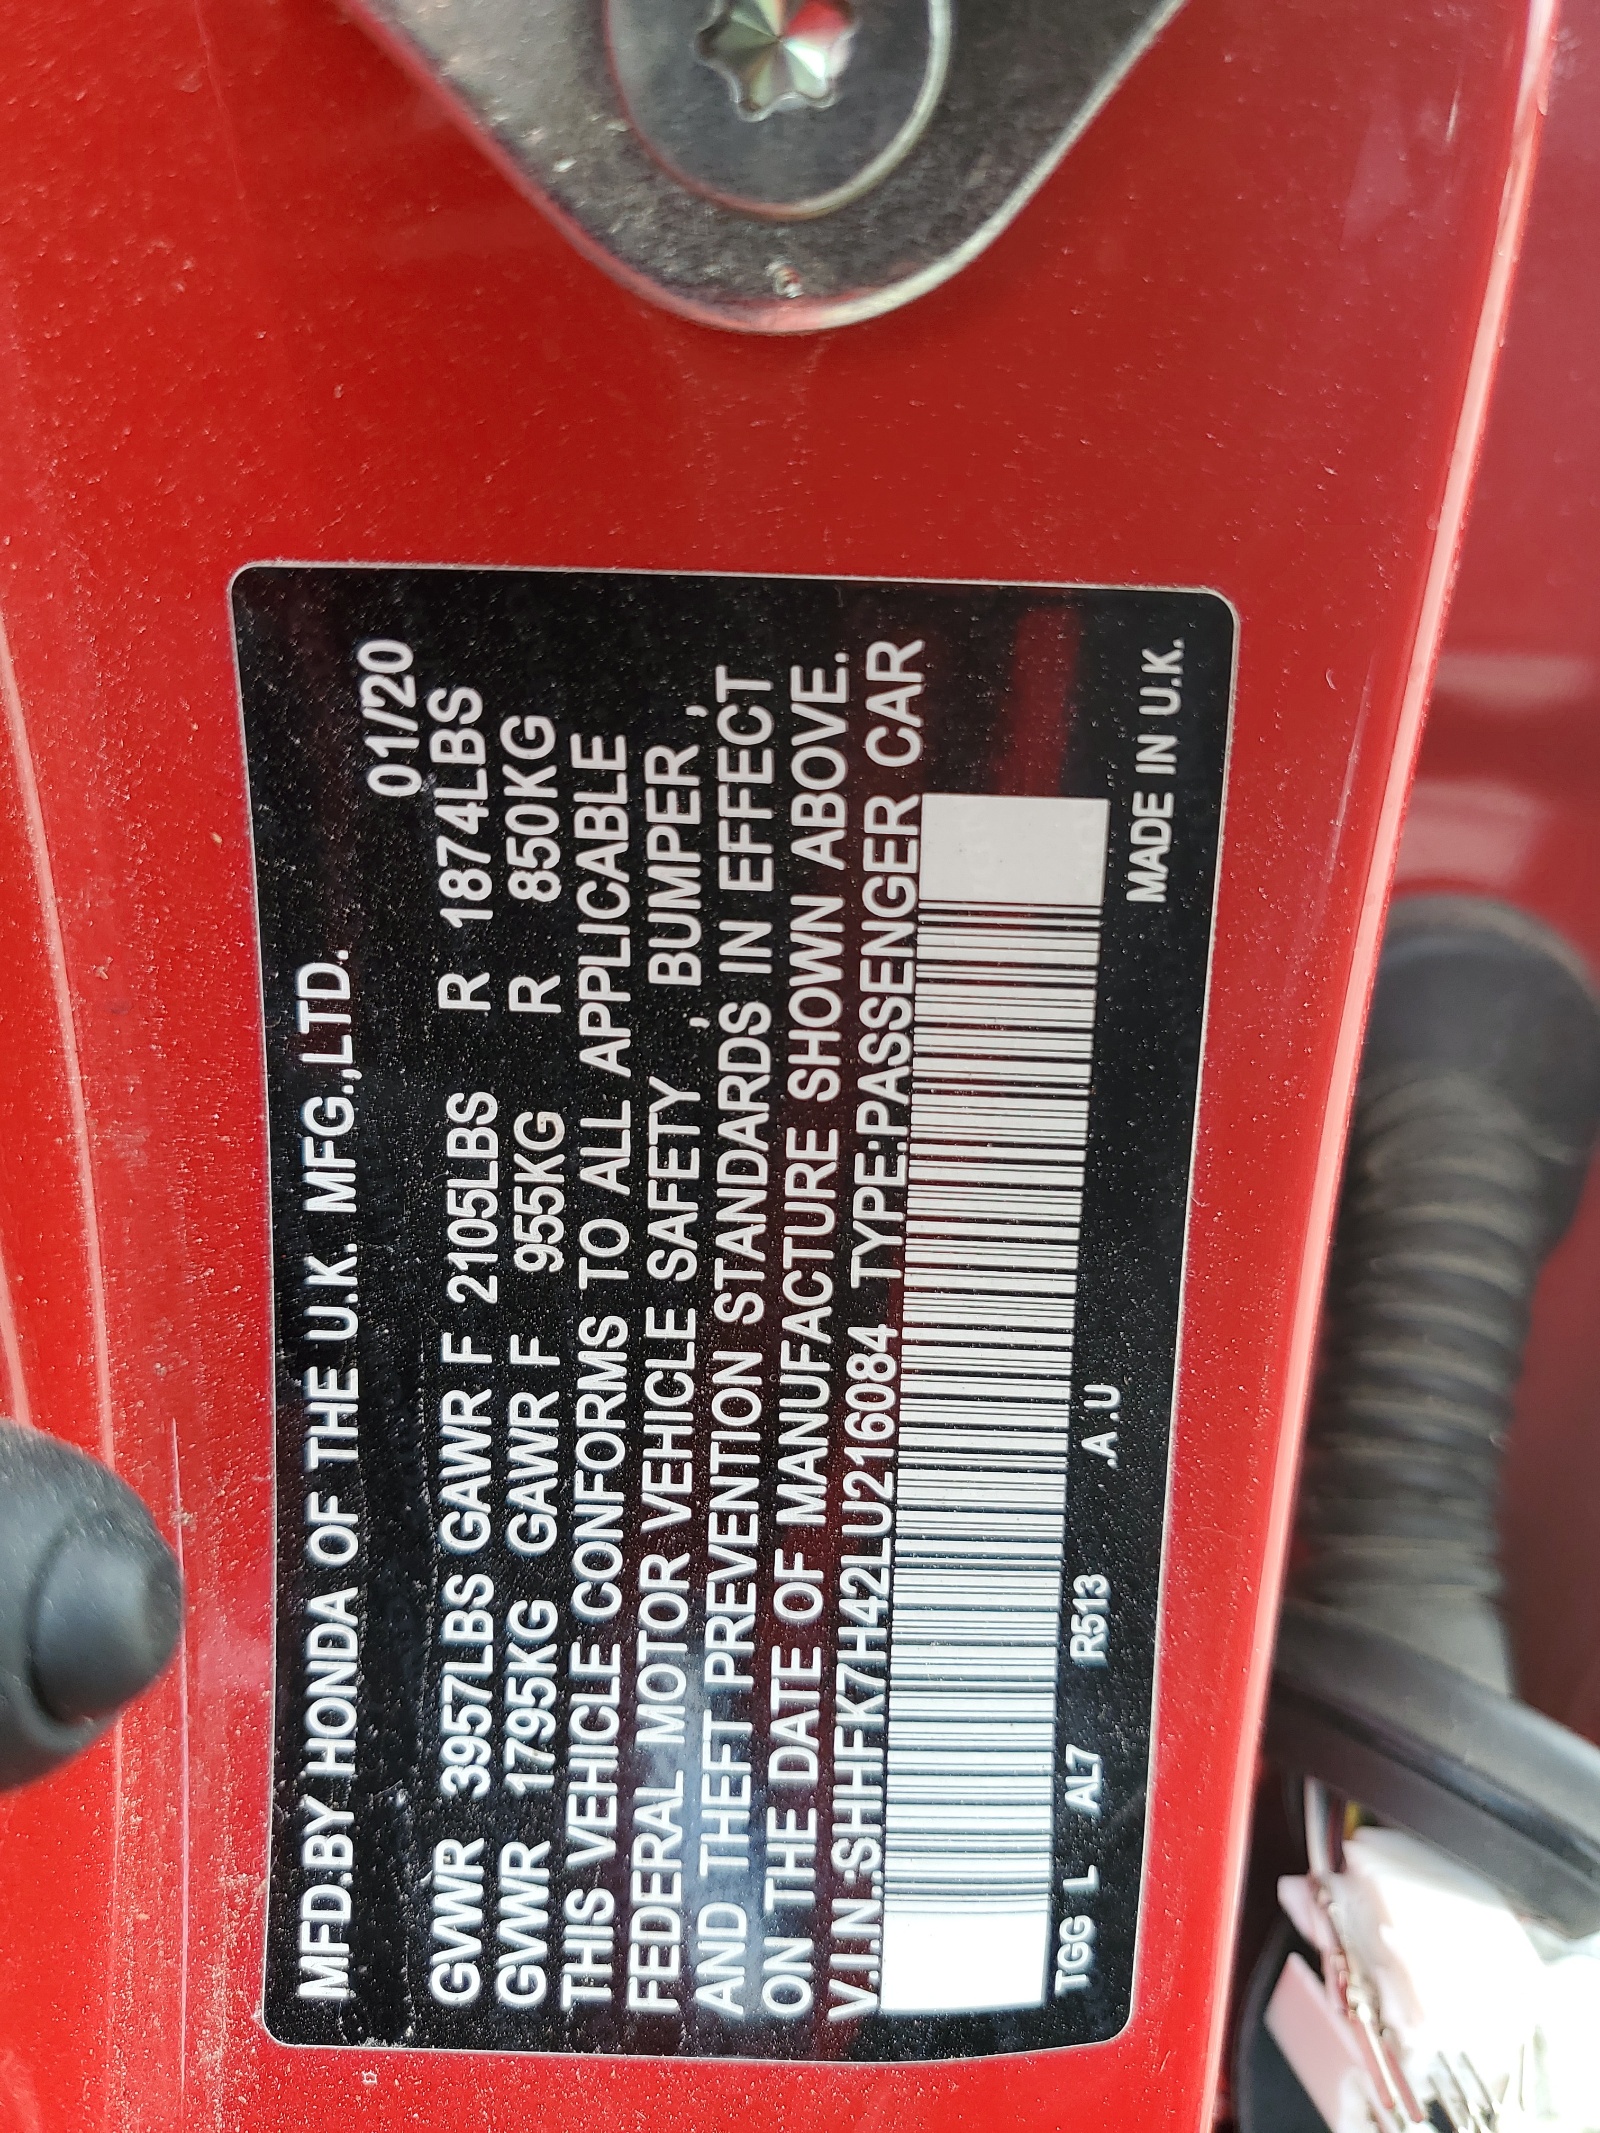 MFD.BY HONDA OF THE U.K. MFG.,LTD.
01/20
GVWR 3957LBS GAWR F 2105LBS R 1874LBS
GVWR 1795KG GAWR F 955KG R 850KG
THIS VEHICLE CONFORMS TO ALL APPLICABLE
FEDERAL MOTOR VEHICLE SAFETY , BUMPER ,
AND THEFT PREVENTION STANDARDS IN EFFECT
ON THE DATE OF MANUFACTURE SHOWN ABOVE.
V.I.N.SHHFK7H42LU216084 TYPE:PASSENGER CAR
TGG L AL7 R513 .A.U
MADE IN U.K.